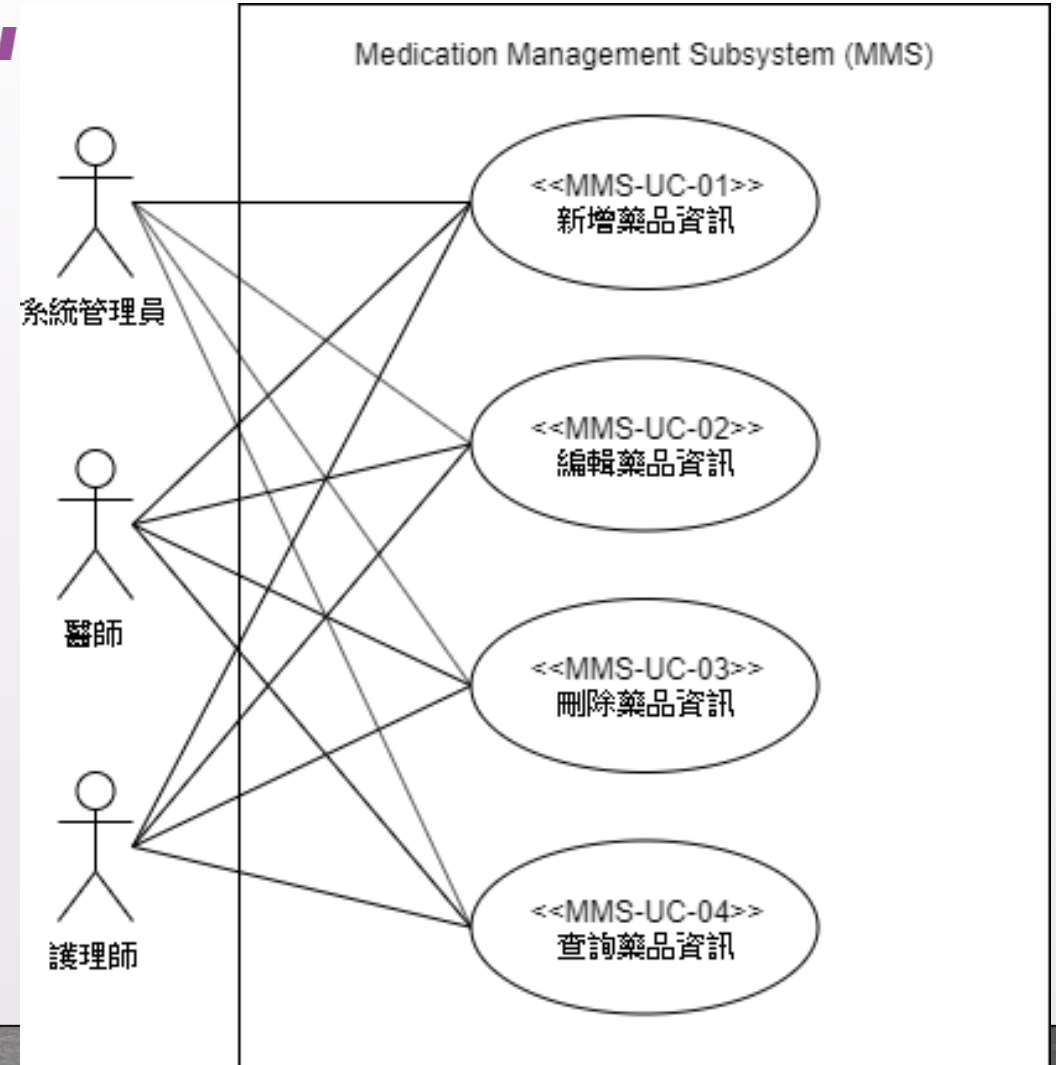 Medication Management Subsystem (MMS)
<<MMS-UC-01>>
新增藥品資訊
系統管理員
<<MMS-UC-02>>
編輯藥品資訊
醫師
<<MMS-UC-03>>
刪除藥品資訊
護理師
<<MMS-UC-04>>
查詢藥品資訊